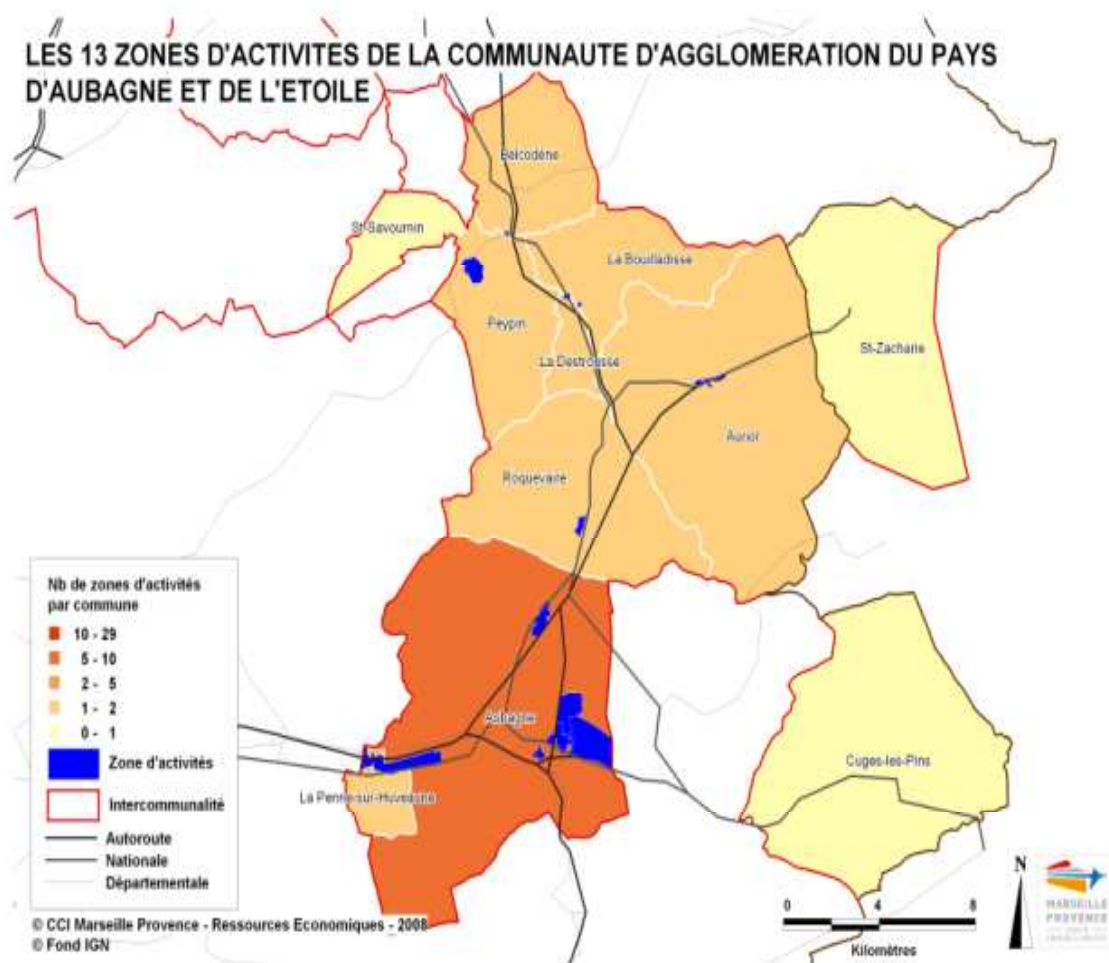 LES 13 ZONES D'ACTIVITES DE LA COMMUNAUTE D'AGGLOMERATION DU PAYS
D'AUBAGNE ET DE L'ETOILE
Belcodène
St-Savournin
La Bouilladisse
Peypin
La Destrousse
St-Zacharie
Auriol
Roquevaire
Aubagne
La Penne-sur-Huveaune
Cuges-les-Pins
Nb de zones d'activités
par commune
10 - 29
5 - 10
2 - 5
1 - 2
0 - 1
Zone d'activités
Intercommunalité
Autoroute
Nationale
Départementale
© CCI Marseille Provence - Ressources Economiques - 2008
© Fond IGN
N
0 4 8
Kilomètres
MARSEILLE
PROVENCE